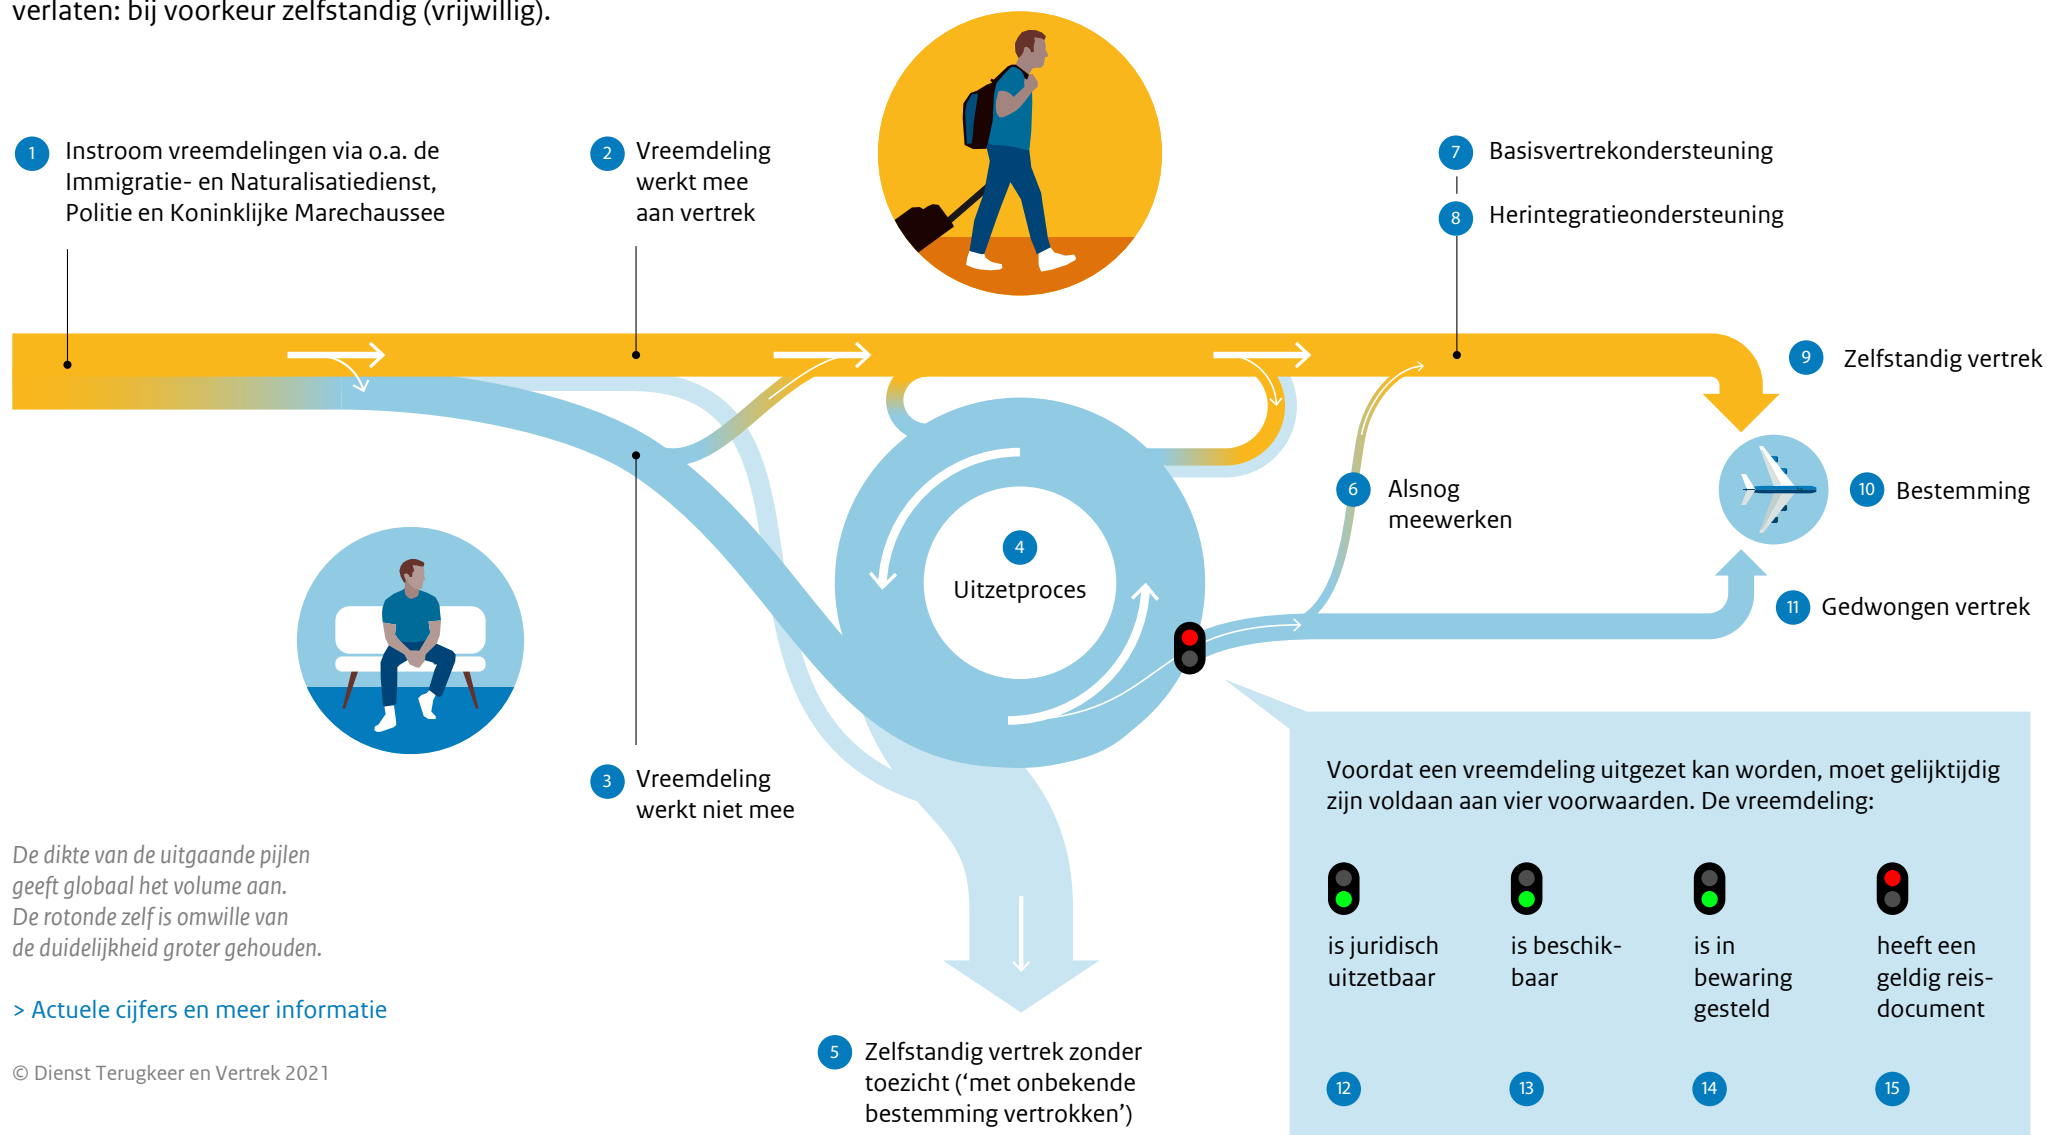 verlaten: bij voorkeur zelfstandig (vrijwillig).
1
Instroom vreemdelingen via o.a. de
Immigratie- en Naturalisatiedienst,
Politie en Koninklijke Marechaussee
2
Vreemdeling
werkt mee
aan vertrek
7
Basisvertrekondersteuning
8
Herintegratieondersteuning
9
Zelfstandig vertrek
6
Alsnog
meewerken
10
Bestemming
4
Uitzetproces
11
Gedwongen vertrek
3
Vreemdeling
werkt niet mee
Voordat een vreemdeling uitgezet kan worden, moet gelijktijdig
zijn voldaan aan vier voorwaarden. De vreemdeling:
is juridisch
uitzetbaar
12
is beschik-
baar
13
is in
bewaring
gesteld
14
heeft een
geldig reis-
document
15
De dikte van de uitgaande pijlen
geeft globaal het volume aan.
De rotonde zelf is omwille van
de duidelijkheid groter gehouden.
> Actuele cijfers en meer informatie
© Dienst Terugkeer en Vertrek 2021
5
Zelfstandig vertrek zonder
toezicht (‘met onbekende
bestemming vertrokken’)